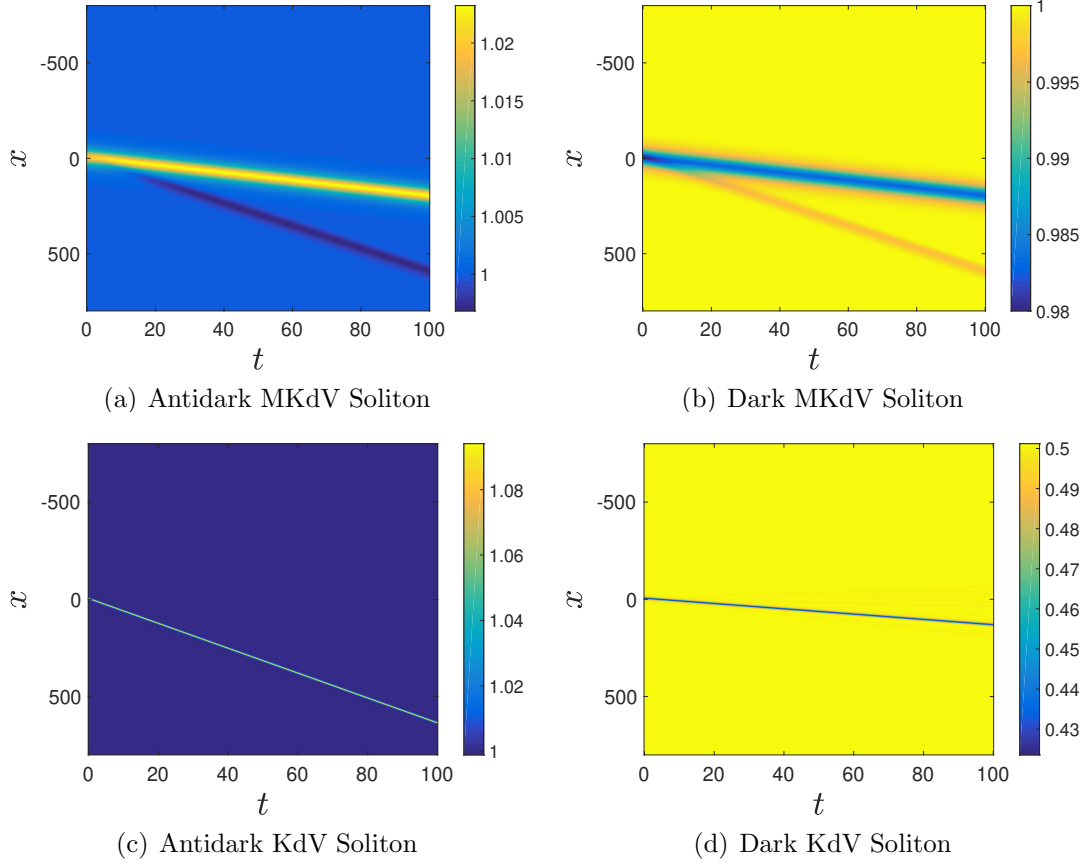 -500
0
500
x
0 20 40 60 80 100
t
1.02
1.015
1.01
1.005
1
(a) Antidark MKdV Soliton
-500
0
500
x
0 20 40 60 80 100
t
1
0.995
0.99
0.985
0.98
(b) Dark MKdV Soliton
-500
0
500
x
0 20 40 60 80 100
t
1.08
1.06
1.04
1.02
1
(c) Antidark KdV Soliton
-500
0
500
x
0 20 40 60 80 100
t
0.5
0.49
0.48
0.47
0.46
0.45
0.44
0.43
(d) Dark KdV Soliton